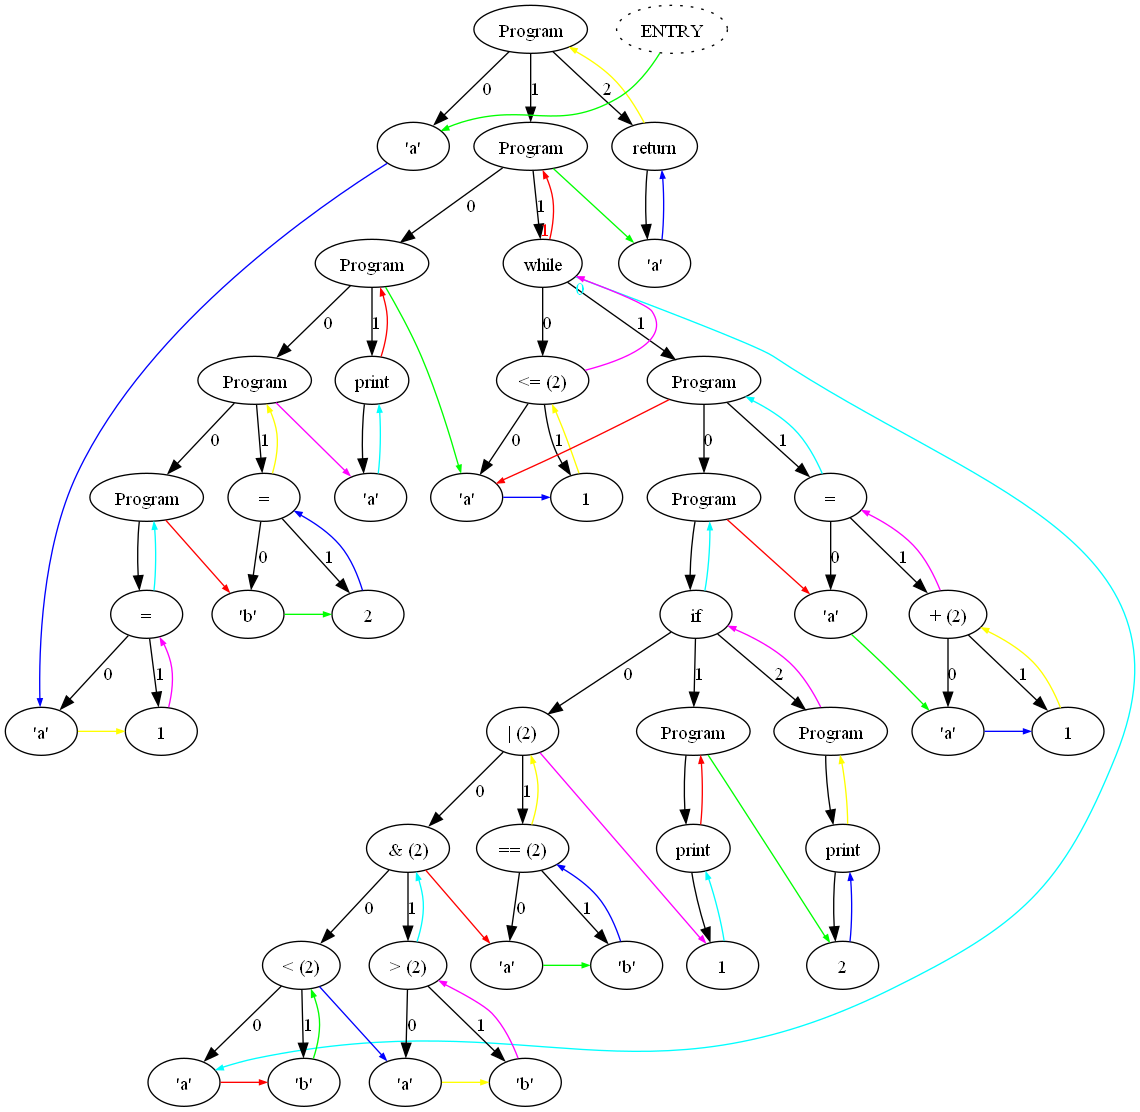 Program ENTRY
0 1 2
'a' Program return
0 1 1
Program while 'a'
0
0 1 0 1
Program print <= (2) Program
0 1 0 1 0 1
Program = 'a' 'a' 1 Program =
0 1 0 1
= 'b' 2 if 'a' + (2)
0 1 0 1 2 0 1
'a' 1 | (2) Program Program 'a' 1
0 1
& (2) == (2) print print
0 1 0 1
< (2) > (2) 'a' 'b' 1 2
0 1 0 1
'a' 'b' 'a' 'b'